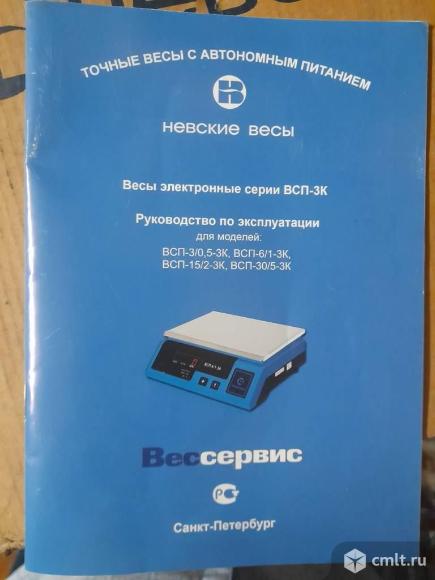 ТОЧНЫЕ ВЕСЫ С АВТОНОМНЫМ ПИТАНИЕМ
НЕВСКИЕ ВЕСЫ
Весы электронные серии ВСП-3К
Руководство по эксплуатации
для моделей:
ВСП-3/0,5-3К, ВСП-6/1-3К,
ВСП-15/2-3К, ВСП-30/5-3К
Вессервис
РСТ
Санкт-Петербург
cmlt.ru